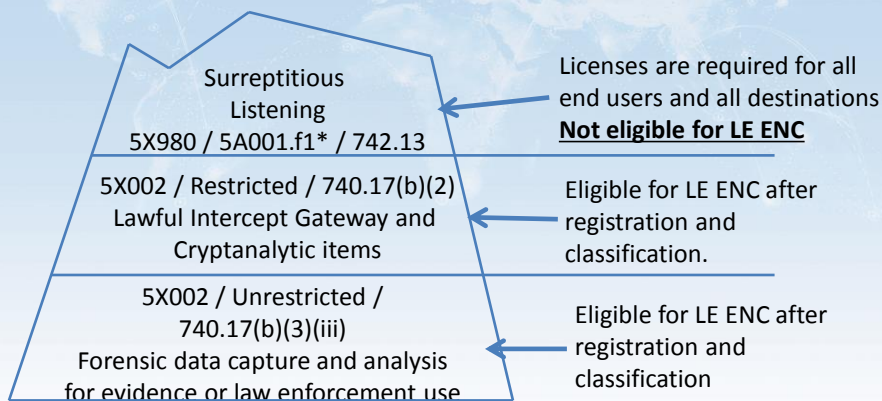 Surreptitious
Listening
5X980 / 5A001.f1* / 742.13
Licenses are required for all
end users and all destinations
Not eligible for LE ENC
5X002 / Restricted / 740.17(b)(2)
Lawful Intercept Gateway and
Cryptanalytic items
Eligible for LE ENC after
registration and
classification.
5X002 / Unrestricted /
740.17(b)(3)(iii)
Forensic data capture and analysis
for evidence or law enforcement use
Eligible for LE ENC after
registration and
classification